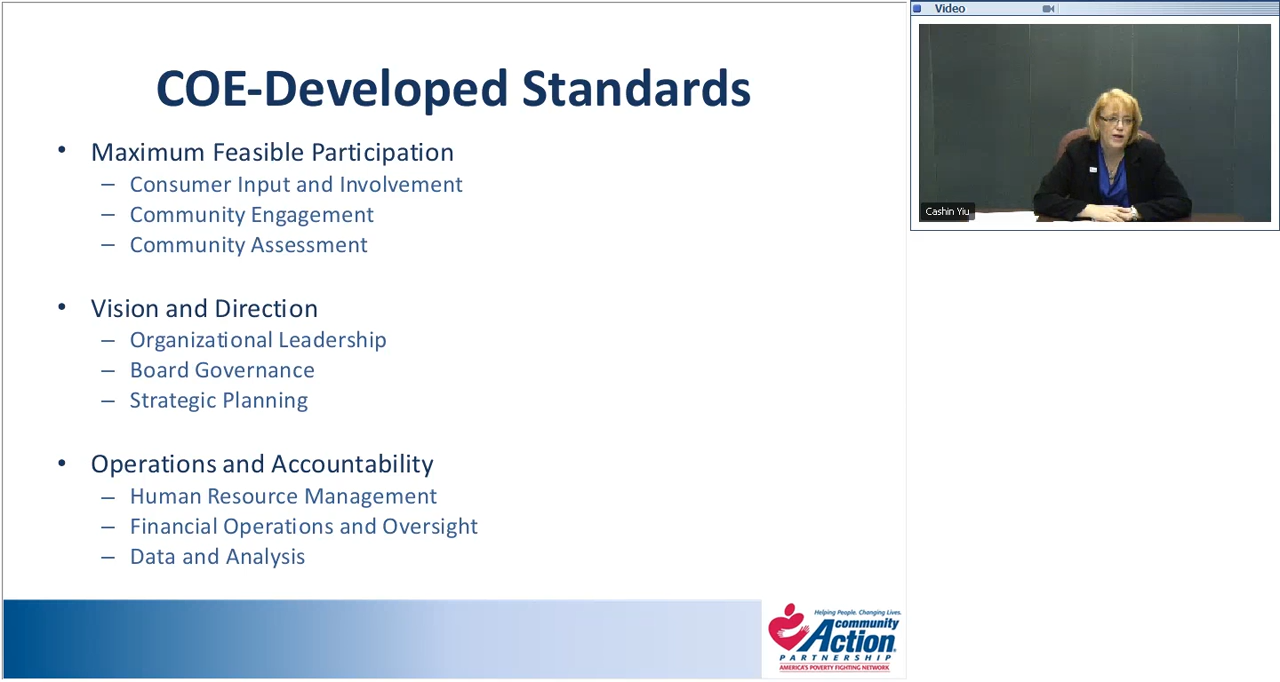 COE-Developed Standards
• Maximum Feasible Participation
– Consumer Input and Involvement
– Community Engagement
– Community Assessment
• Vision and Direction
– Organizational Leadership
– Board Governance
– Strategic Planning
• Operations and Accountability
– Human Resource Management
– Financial Operations and Oversight
– Data and Analysis
Helping People. Changing Lives.
community
Action
PARTNERSHIP
AMERICA'S POVERTY FIGHTING NETWORK
Video
Cashin Yiu